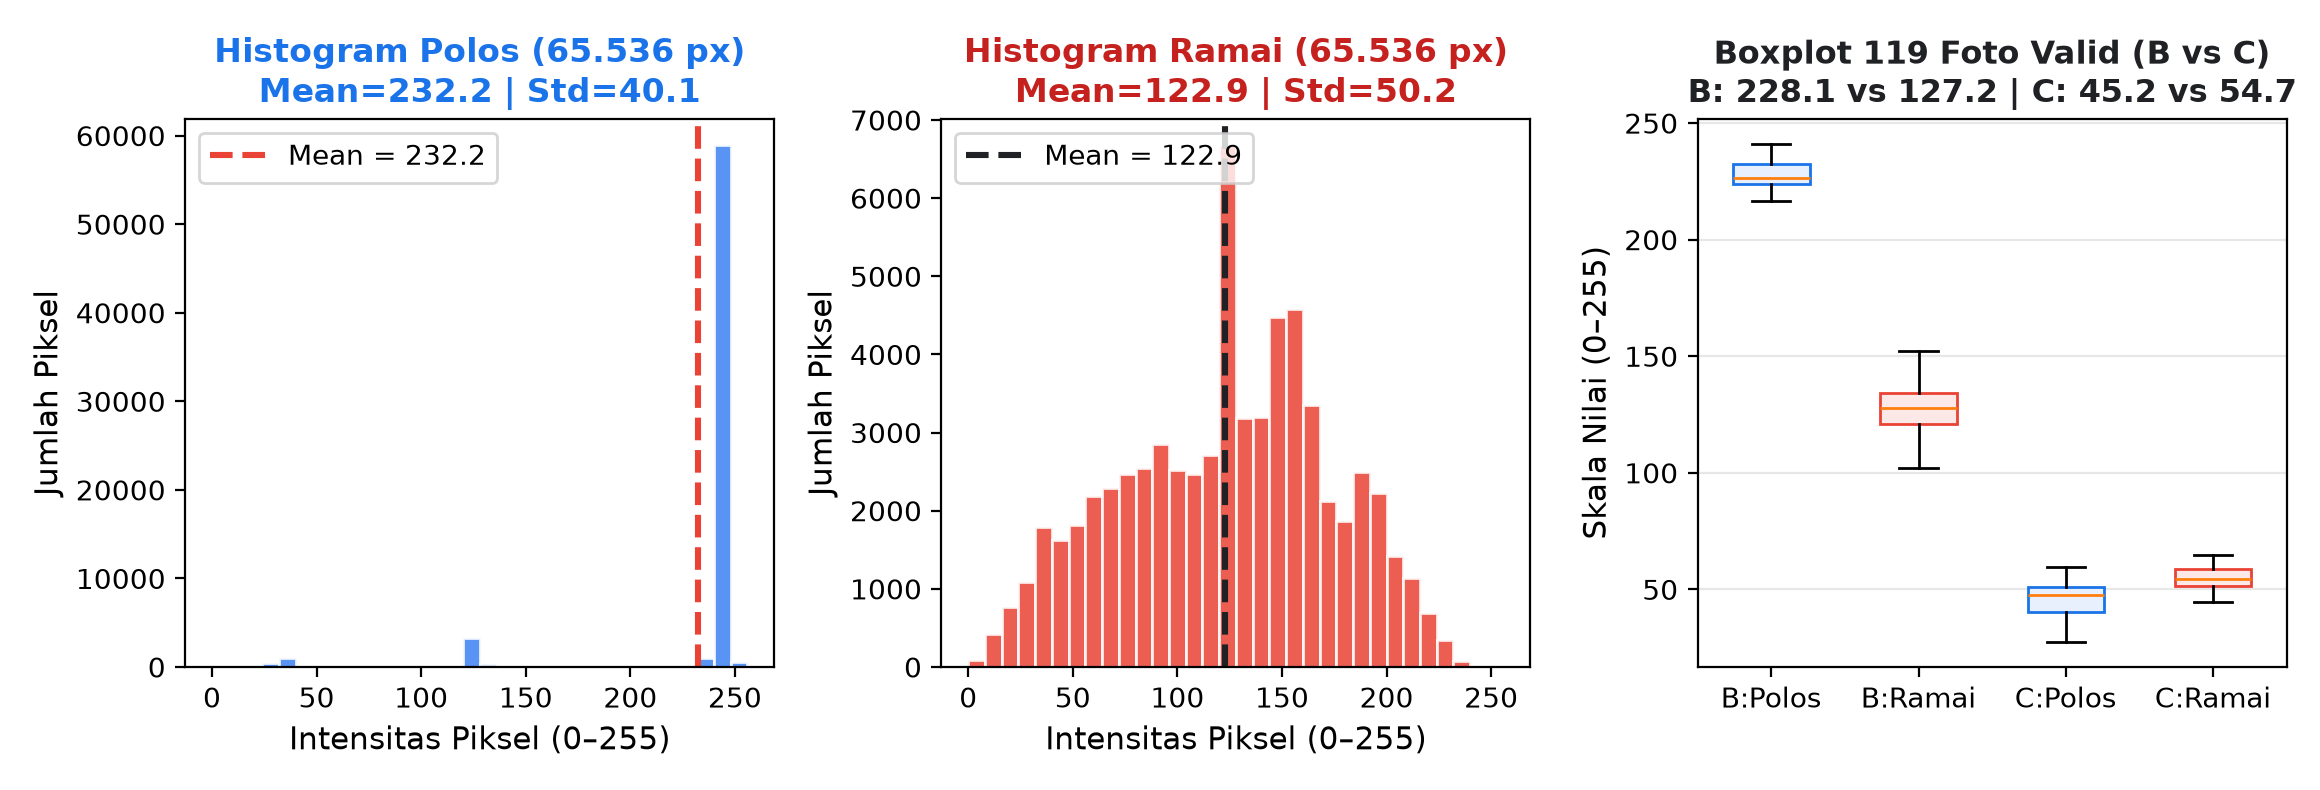 Histogram Polos (65.536 px)
Mean=232.2 | Std=40.1
Mean = 232.2
60000
50000
40000
30000
20000
10000
0
Jumlah Piksel
0 50 100 150 200 250
Intensitas Piksel (0–255)
Histogram Ramai (65.536 px)
Mean=122.9 | Std=50.2
Mean = 122.9
7000
6000
5000
4000
3000
2000
1000
0
Jumlah Piksel
0 50 100 150 200 250
Intensitas Piksel (0–255)
Boxplot 119 Foto Valid (B vs C)
B: 228.1 vs 127.2 | C: 45.2 vs 54.7
250
200
150
100
50
Skala Nilai (0–255)
B:Polos B:Ramai C:Polos C:Ramai